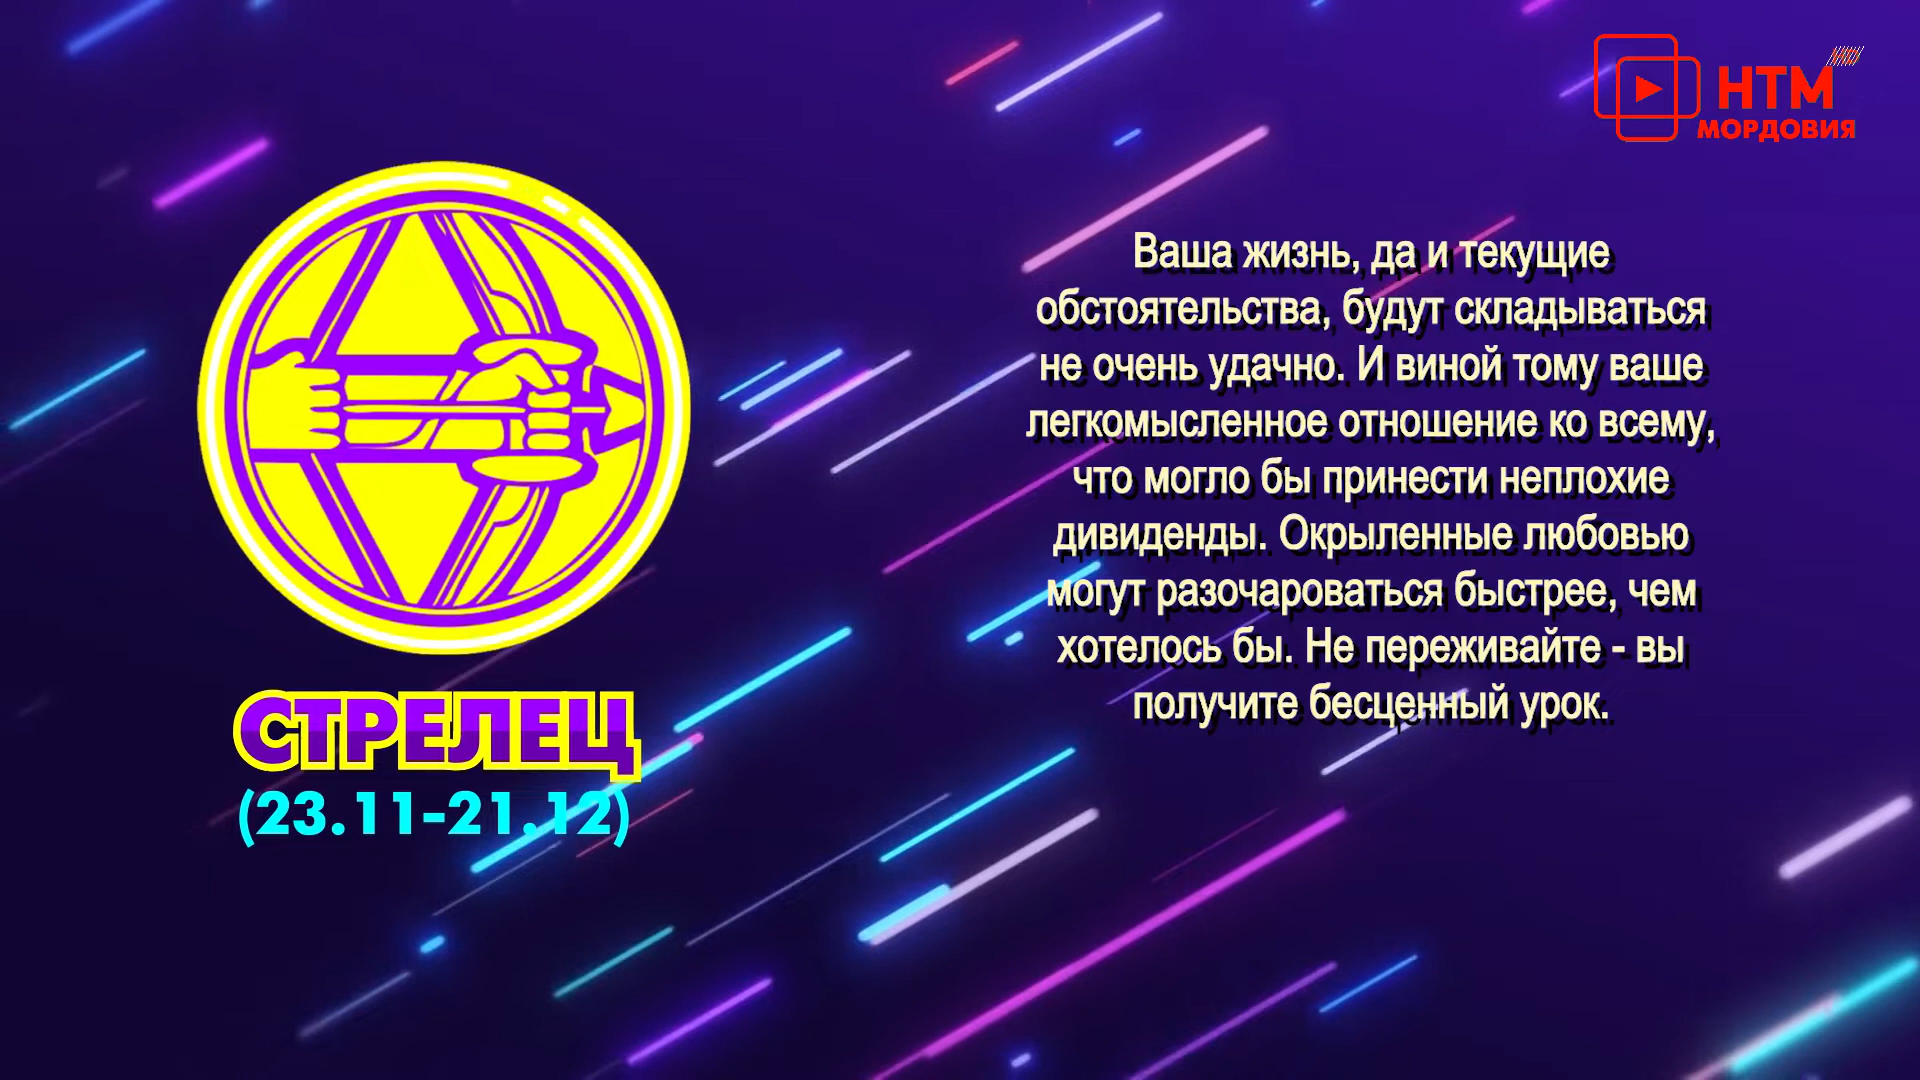 НТМ
МОРДОВИЯ
Ваша жизнь, да и текущие
обстоятельства, будут складываться
не очень удачно. И виной тому ваше
легкомысленное отношение ко всему,
что могло бы принести неплохие
дивиденды. Окрыленные любовью
могут разочароваться быстрее, чем
хотелось бы. Не переживайте - вы
получите бесценный урок.
СТРЕЛЕЦ
(23.11-21.12)